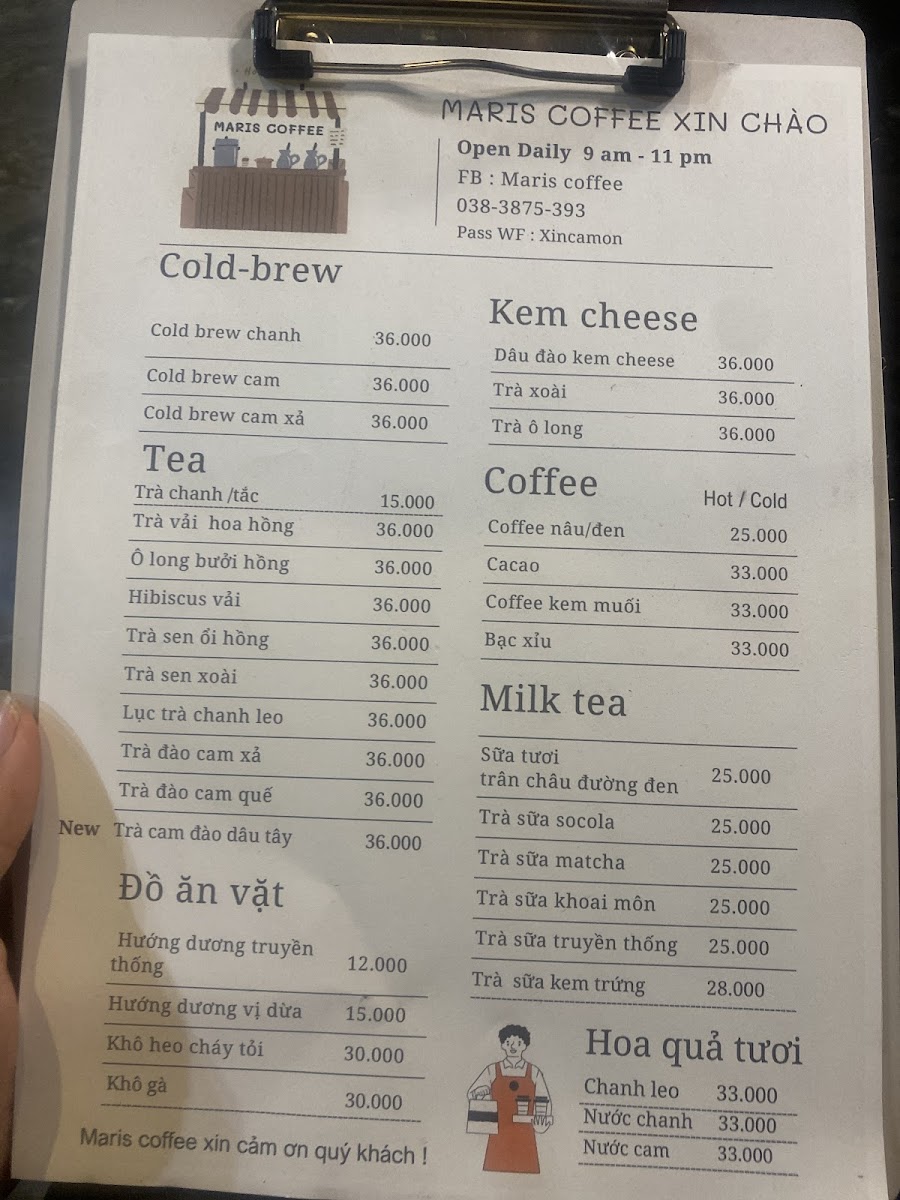 MARIS COFFEE
MARIS COFFEE XIN CHÀO
Open Daily 9 am - 11 pm
FB : Maris coffee
038-3875-393
Pass WF : Xincamon
Cold-brew
Cold brew chanh 36.000
Cold brew cam 36.000
Cold brew cam xả 36.000
Tea
Trà chanh /tắc 15.000
Trà vải hoa hồng 36.000
Ô long bưởi hồng 36.000
Hibiscus vải 36.000
Trà sen ổi hồng 36.000
Trà sen xoài 36.000
Lục trà chanh leo 36.000
Trà đào cam xả 36.000
Trà đào cam quế 36.000
New Trà cam đào dâu tây 36.000
Đồ ăn vặt
Hướng dương truyền
thống 12.000
Hướng dương vị dừa 15.000
Khô heo cháy tỏi 30.000
Khô gà 30.000
Kem cheese
Dâu đào kem cheese 36.000
Trà xoài 36.000
Trà ô long 36.000
Coffee Hot / Cold
Coffee nâu/đen 25.000
Cacao 33.000
Coffee kem muối 33.000
Bạc xỉu 33.000
Milk tea
Sữa tươi
trân châu đường đen 25.000
Trà sữa socola 25.000
Trà sữa matcha 25.000
Trà sữa khoai môn 25.000
Trà sữa truyền thống 25.000
Trà sữa kem trứng 28.000
Hoa quả tươi
Chanh leo 33.000
Nước chanh 33.000
Nước cam 33.000
Maris coffee xin cảm ơn quý khách !